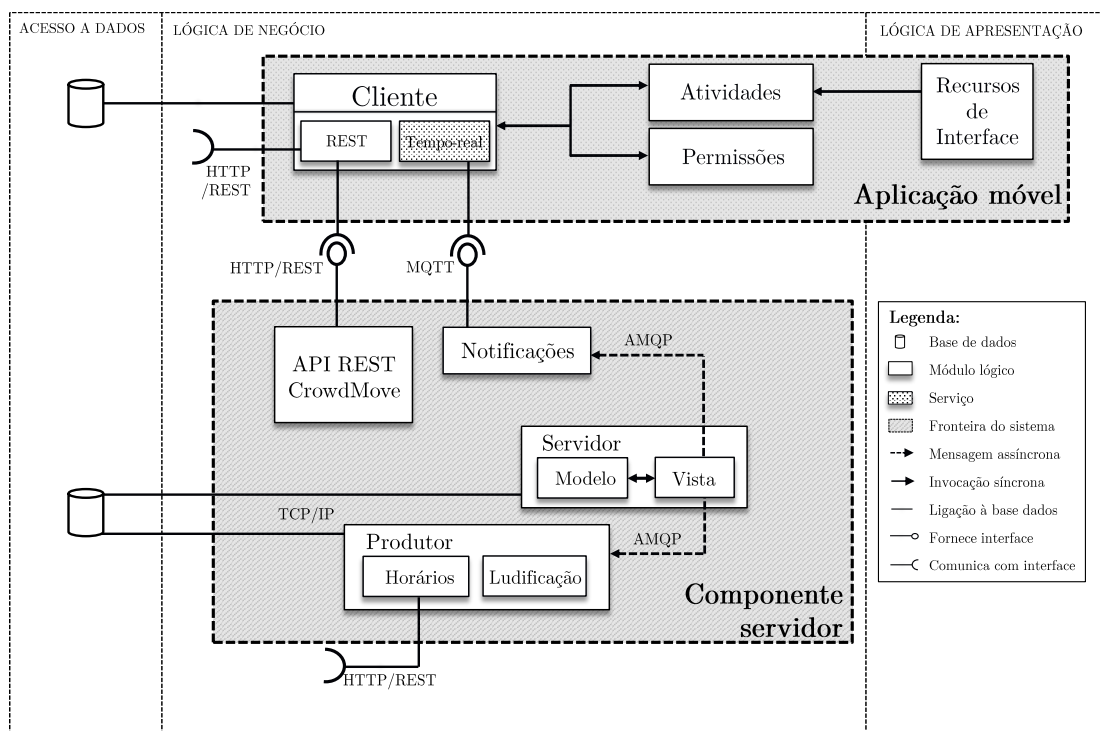 ACESSO A DADOS
LÓGICA DE NEGÓCIO
LÓGICA DE APRESENTAÇÃO
Cliente
REST
Tempo-real
Atividades
Permissões
Recursos
de
Interface
HTTP
/REST
Aplicação móvel
HTTP/REST
MQTT
API REST
CrowdMove
Notificações
AMQP
Servidor
Modelo
Vista
TCP/IP
AMQP
Produtor
Horários
Ludificação
Componente
servidor
HTTP/REST
Legenda:
Base de dados
Módulo lógico
Serviço
Fronteira do sistema
Mensagem assíncrona
Invocação síncrona
Ligação à base dados
Fornece interface
Comunica com interface